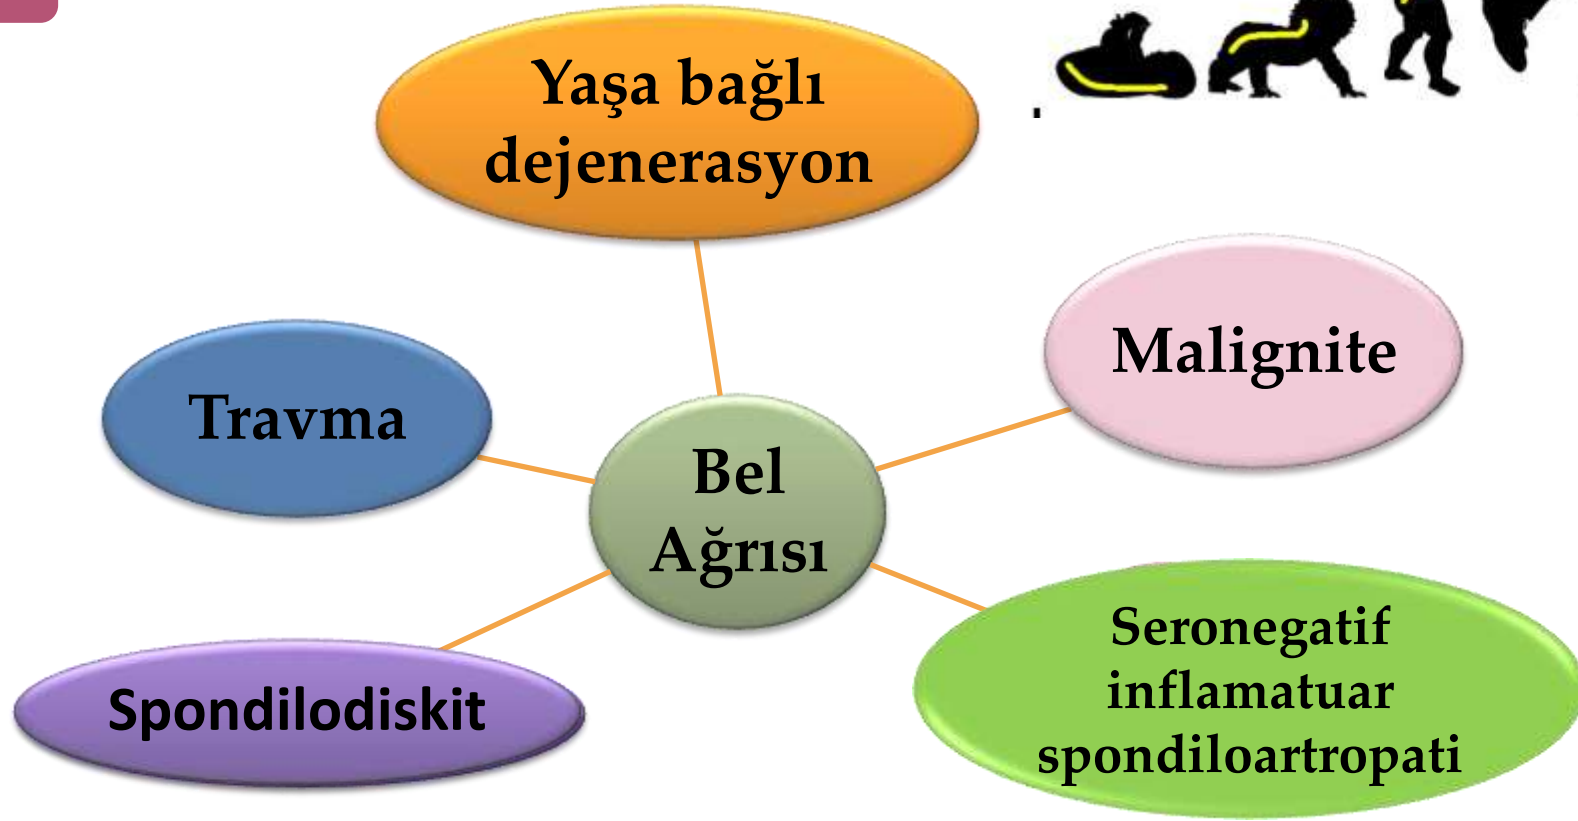 Yaşa bağlı
dejenerasyon
Malignite
Travma
Bel
Ağrısı
Seronegatif
inflamatuar
spondiloartropati
Spondilodiskit